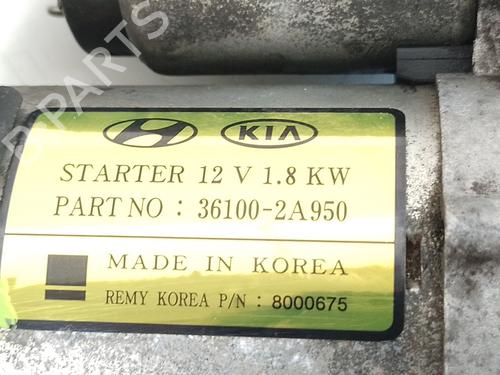 KIA
STARTER 12 V 1.8 KW
PART NO : 36100-2A950
MADE IN KOREA
REMY KOREA P/N : 8000675